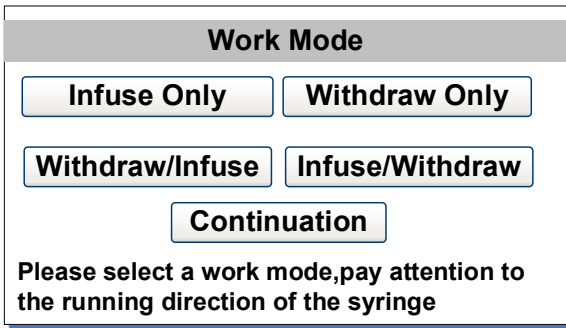 Work Mode
Infuse Only
Withdraw Only
Withdraw/Infuse
Infuse/Withdraw
Continuation
Please select a work mode,pay attention to
the running direction of the syringe